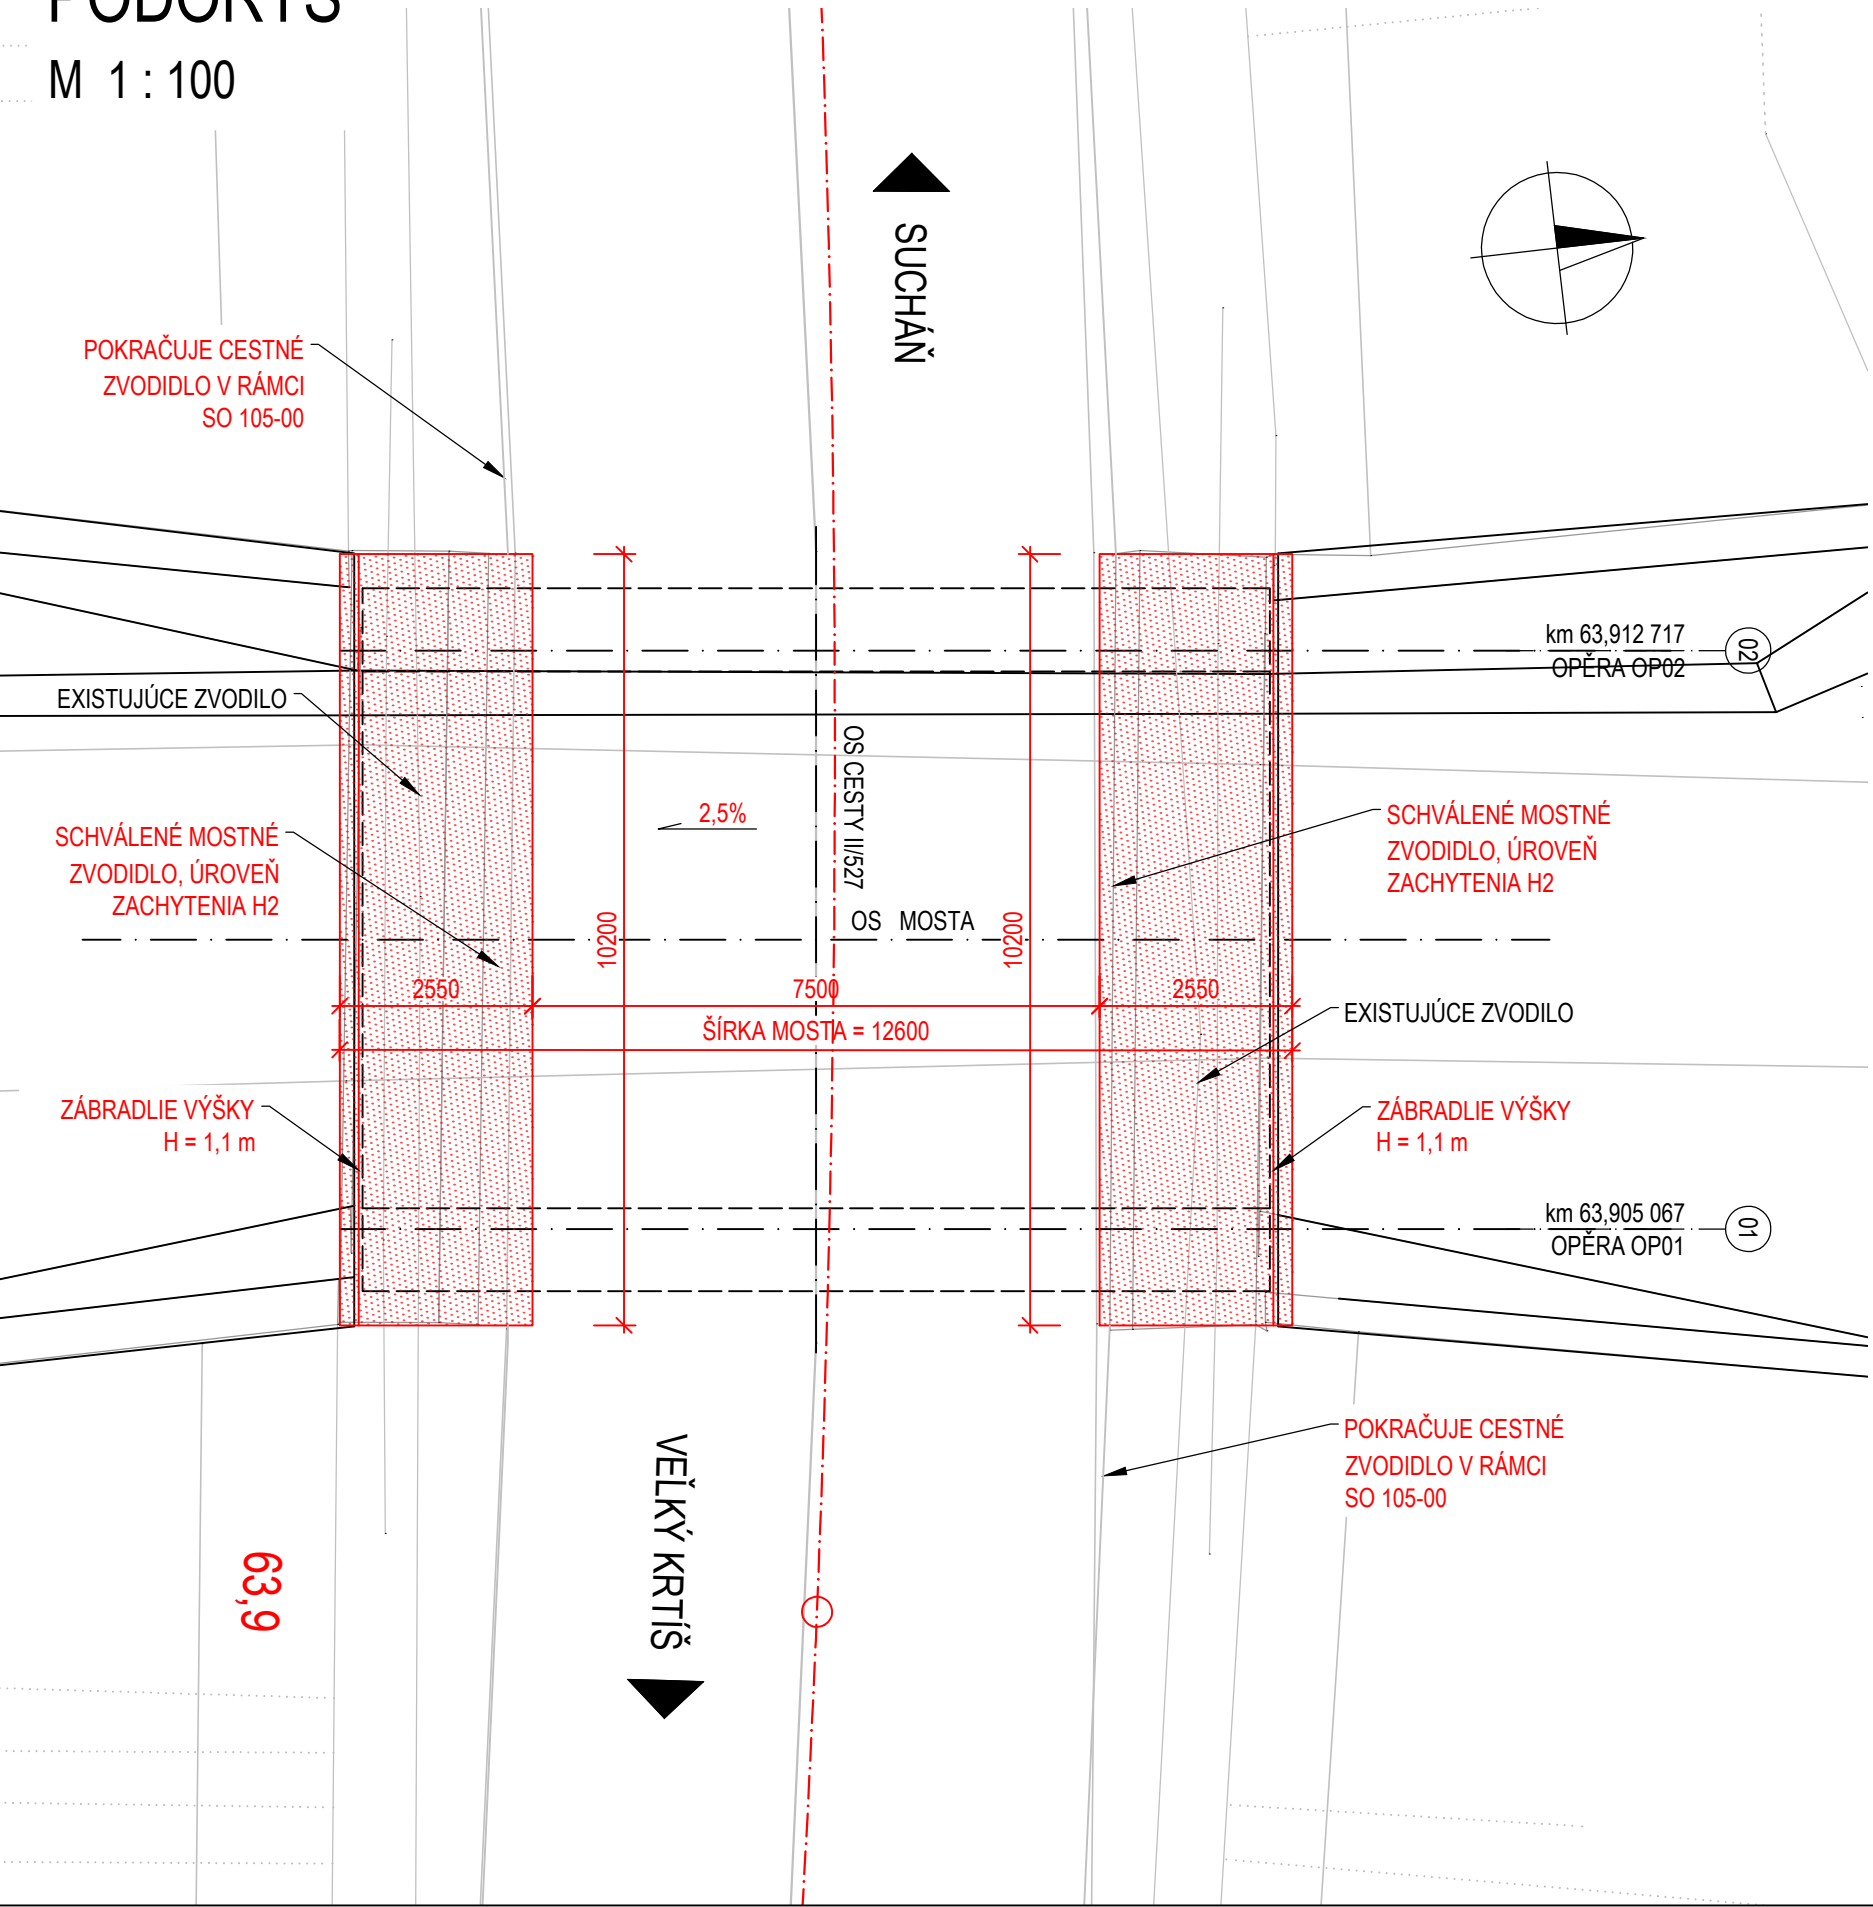 PÔDORYS
M 1 : 100
SUCHÁŇ
POKRAČUJE CESTNÉ
ZVODIDLO V RÁMCI
SO 105-00
km 63,912 717
OPĚRA OP02
02
EXISTUJÚCE ZVODILO
OS CESTY II/527
2,5%
SCHVÁLENÉ MOSTNÉ
ZVODIDLO, ÚROVEŇ
ZACHYTENIA H2
SCHVÁLENÉ MOSTNÉ
ZVODIDLO, ÚROVEŇ
ZACHYTENIA H2
OS MOSTA
10200
10200
2550
7500
2550
ŠÍRKA MOSTA = 12600
EXISTUJÚCE ZVODILO
ZÁBRADLIE VÝŠKY
H = 1,1 m
ZÁBRADLIE VÝŠKY
H = 1,1 m
km 63,905 067
OPĚRA OP01
01
POKRAČUJE CESTNÉ
ZVODIDLO V RÁMCI
SO 105-00
VEĽKÝ KRTÍŠ
63,9